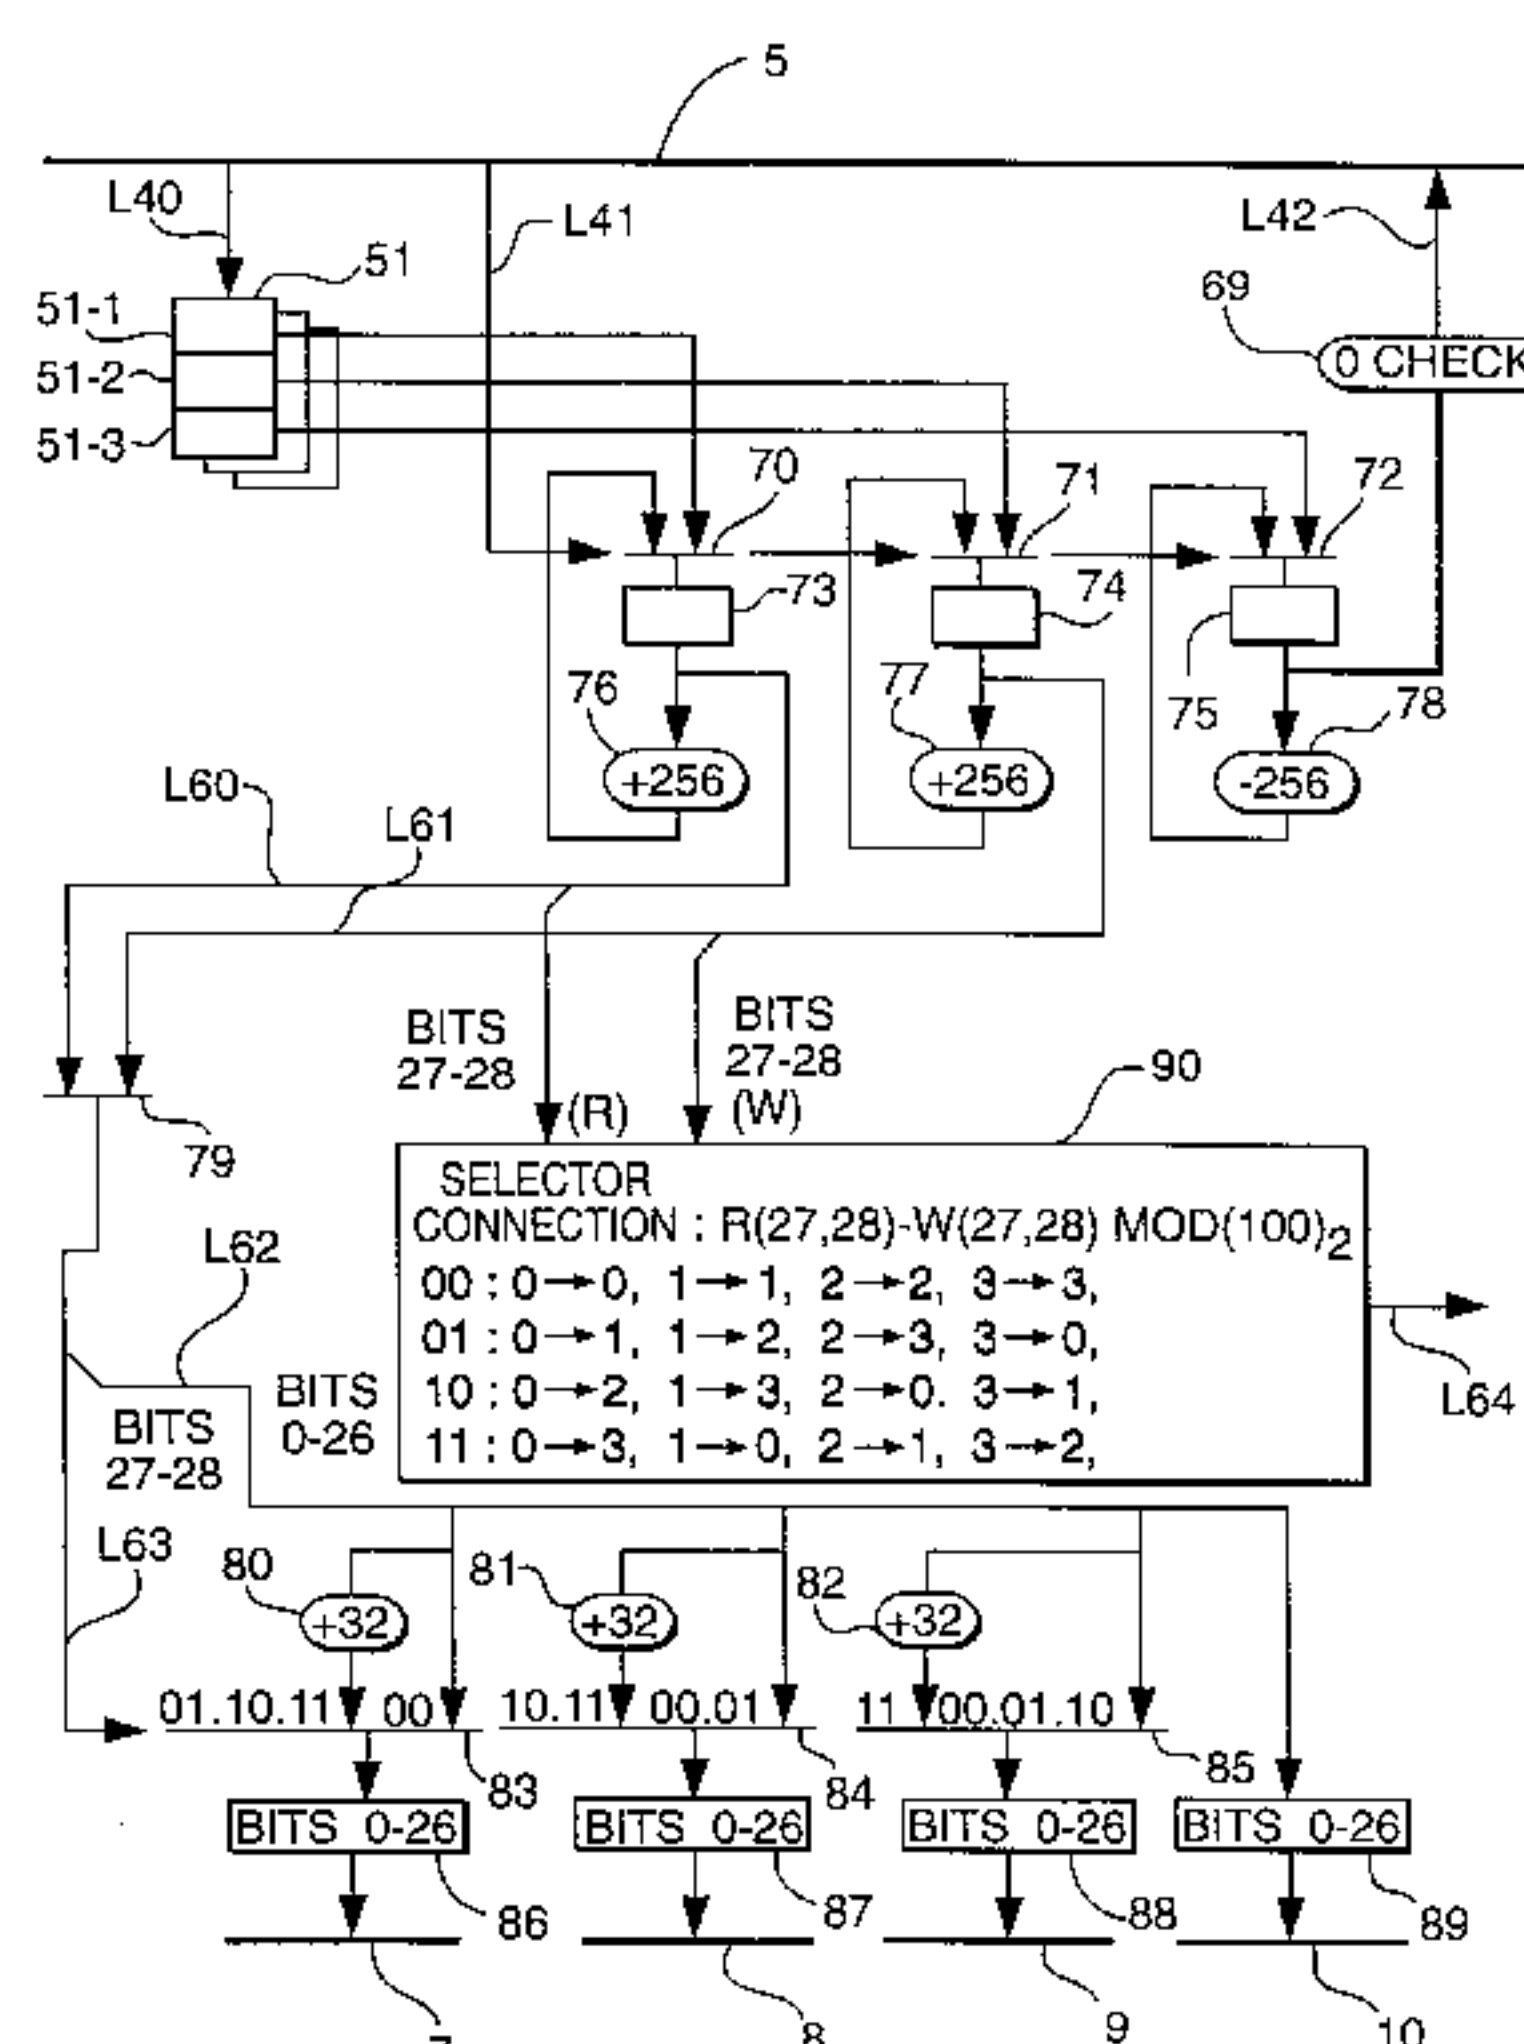 5
L40
L41
L42
51
69
51-1
51-2
51-3
0 CHECK
70
71
72
73
74
75
76
77
78
+256
+256
-256
L60
L61
BITS
27-28
(R)
BITS
27-28
(W)
90
79
SELECTOR
CONNECTION : R(27,28)-W(27,28) MOD(100)2
00 : 0→0, 1→1, 2→2, 3→3,
01 : 0→1, 1→2, 2→3, 3→0,
10 : 0→2, 1→3, 2→0. 3→1,
11 : 0→3, 1→0, 2→1, 3→2,
L62
L64
BITS
0-26
BITS
27-28
L63
80
81
82
+32
+32
+32
01.10.11 00
10.11 00.01
11 00.01.10
83
84
85
BITS 0-26
BITS 0-26
BITS 0-26
BITS 0-26
86
87
88
89
8
9
10